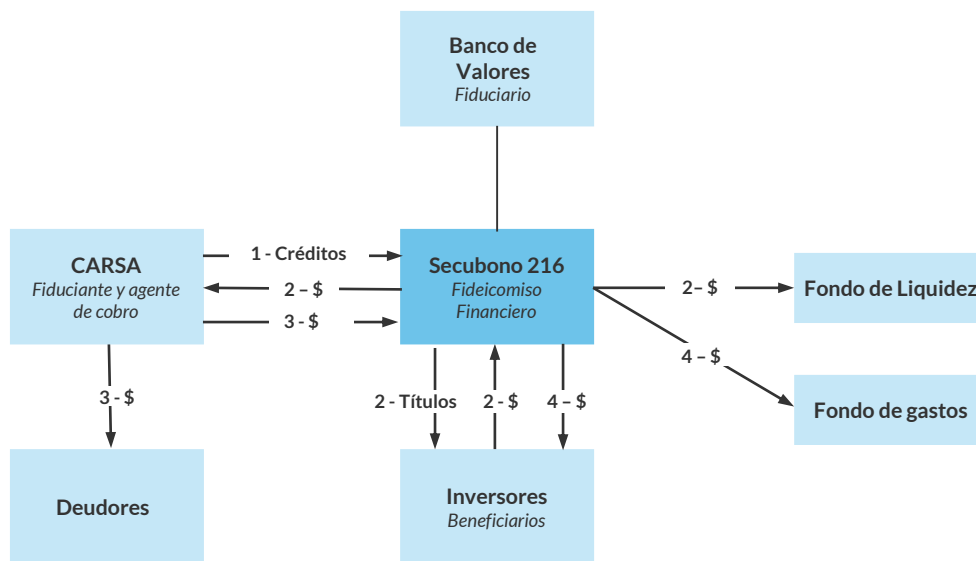 Banco de
Valores
Fiduciario
CARSA
Fiduciante y agente
de cobro
1 - Créditos
2 – $
3 - $
Secubono 216
Fideicomiso
Financiero
2– $
Fondo de Liquidez
4 – $
Fondo de gastos
3 - $
2 - Títulos
2 - $
4 – $
Deudores
Inversores
Beneficiarios